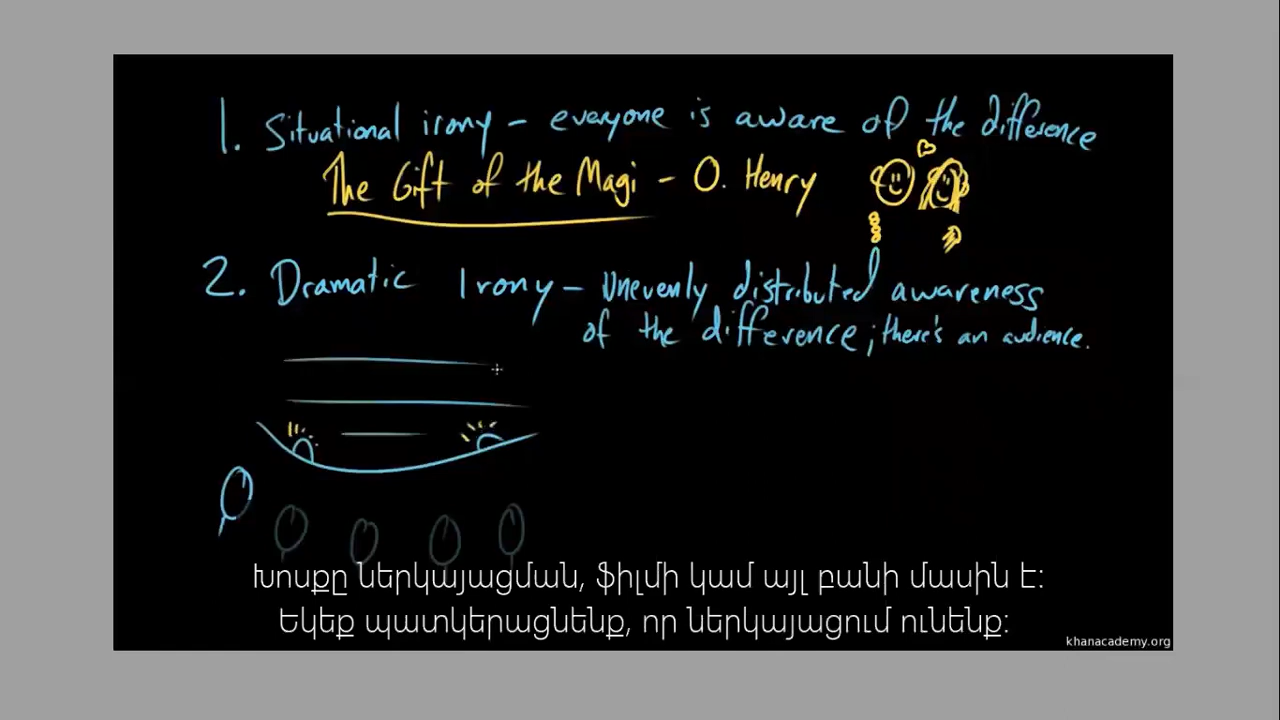 1. Situational irony - everyone is aware of the difference
The Gift of the Magi - O. Henry
2. Dramatic Irony - Unevenly distributed awareness
of the difference; there's an audience.
Խոսքը ներկայացման, ֆիլմի կամ այլ բանի մասին է:
Եկեք պատկերացնենք, որ ներկայացում ունենք:
khanacademy.org